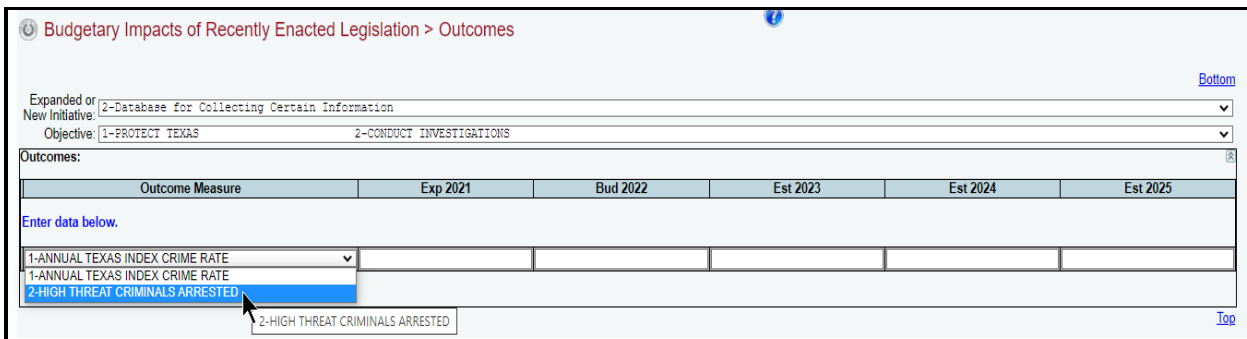 Budgetary Impacts of Recently Enacted Legislation > Outcomes
Bottom
Expanded or New Initiative: 2-Database for Collecting Certain Information
Objective: 1-PROTECT TEXAS 2-CONDUCT INVESTIGATIONS
Outcomes:
Outcome Measure Exp 2021 Bud 2022 Est 2023 Est 2024 Est 2025
Enter data below.
1-ANNUAL TEXAS INDEX CRIME RATE
1-ANNUAL TEXAS INDEX CRIME RATE
2-HIGH THREAT CRIMINALS ARRESTED
2-HIGH THREAT CRIMINALS ARRESTED
Top